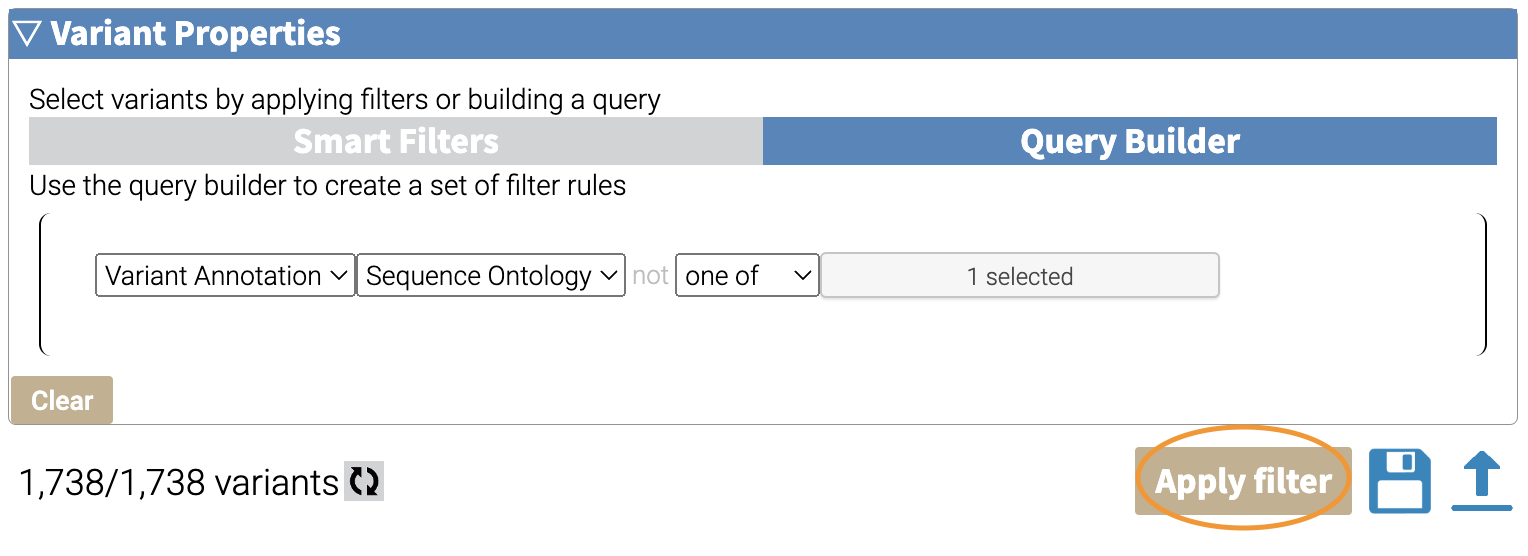 Variant Properties
Select variants by applying filters or building a query
Smart Filters Query Builder
Use the query builder to create a set of filter rules
Variant Annotation Sequence Ontology not one of 1 selected
Clear
1,738/1,738 variants Apply filter